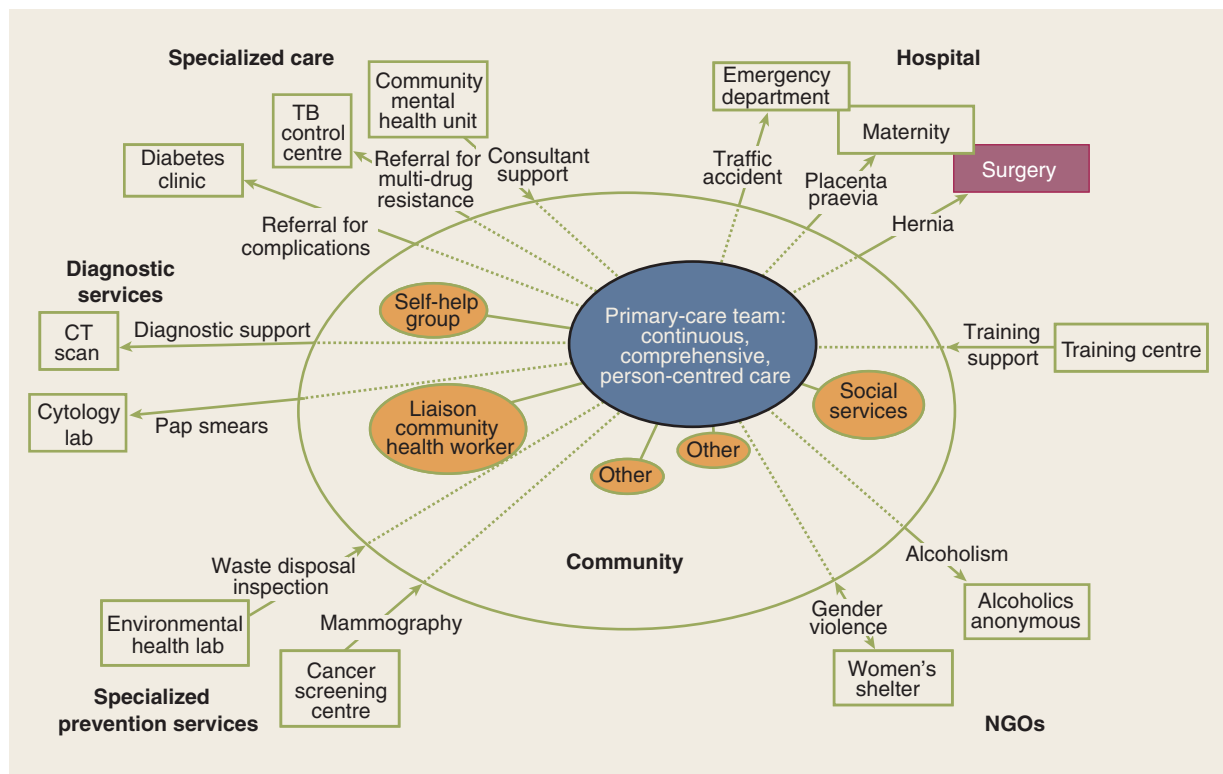 Specialized care
Hospital
Community
mental
health unit
Emergency
department
TB
control
centre
Maternity
Diabetes
clinic
Surgery
Referral for
multi-drug
resistance
Consultant
support
Traffic
accident
Placenta
praevia
Hernia
Referral for
complications
Diagnostic
services
Self-help
group
CT
scan
Diagnostic support
Primary-care team:
continuous,
comprehensive,
person-centred care
Training
support
Training centre
Cytology
lab
Pap smears
Liaison
community
health worker
Social
services
Other
Other
Community
Waste disposal
inspection
Alcoholism
Environmental
health lab
Mammography
Gender
violence
Alcoholics
anonymous
Cancer
screening
centre
Women's
shelter
Specialized
prevention services
NGOs